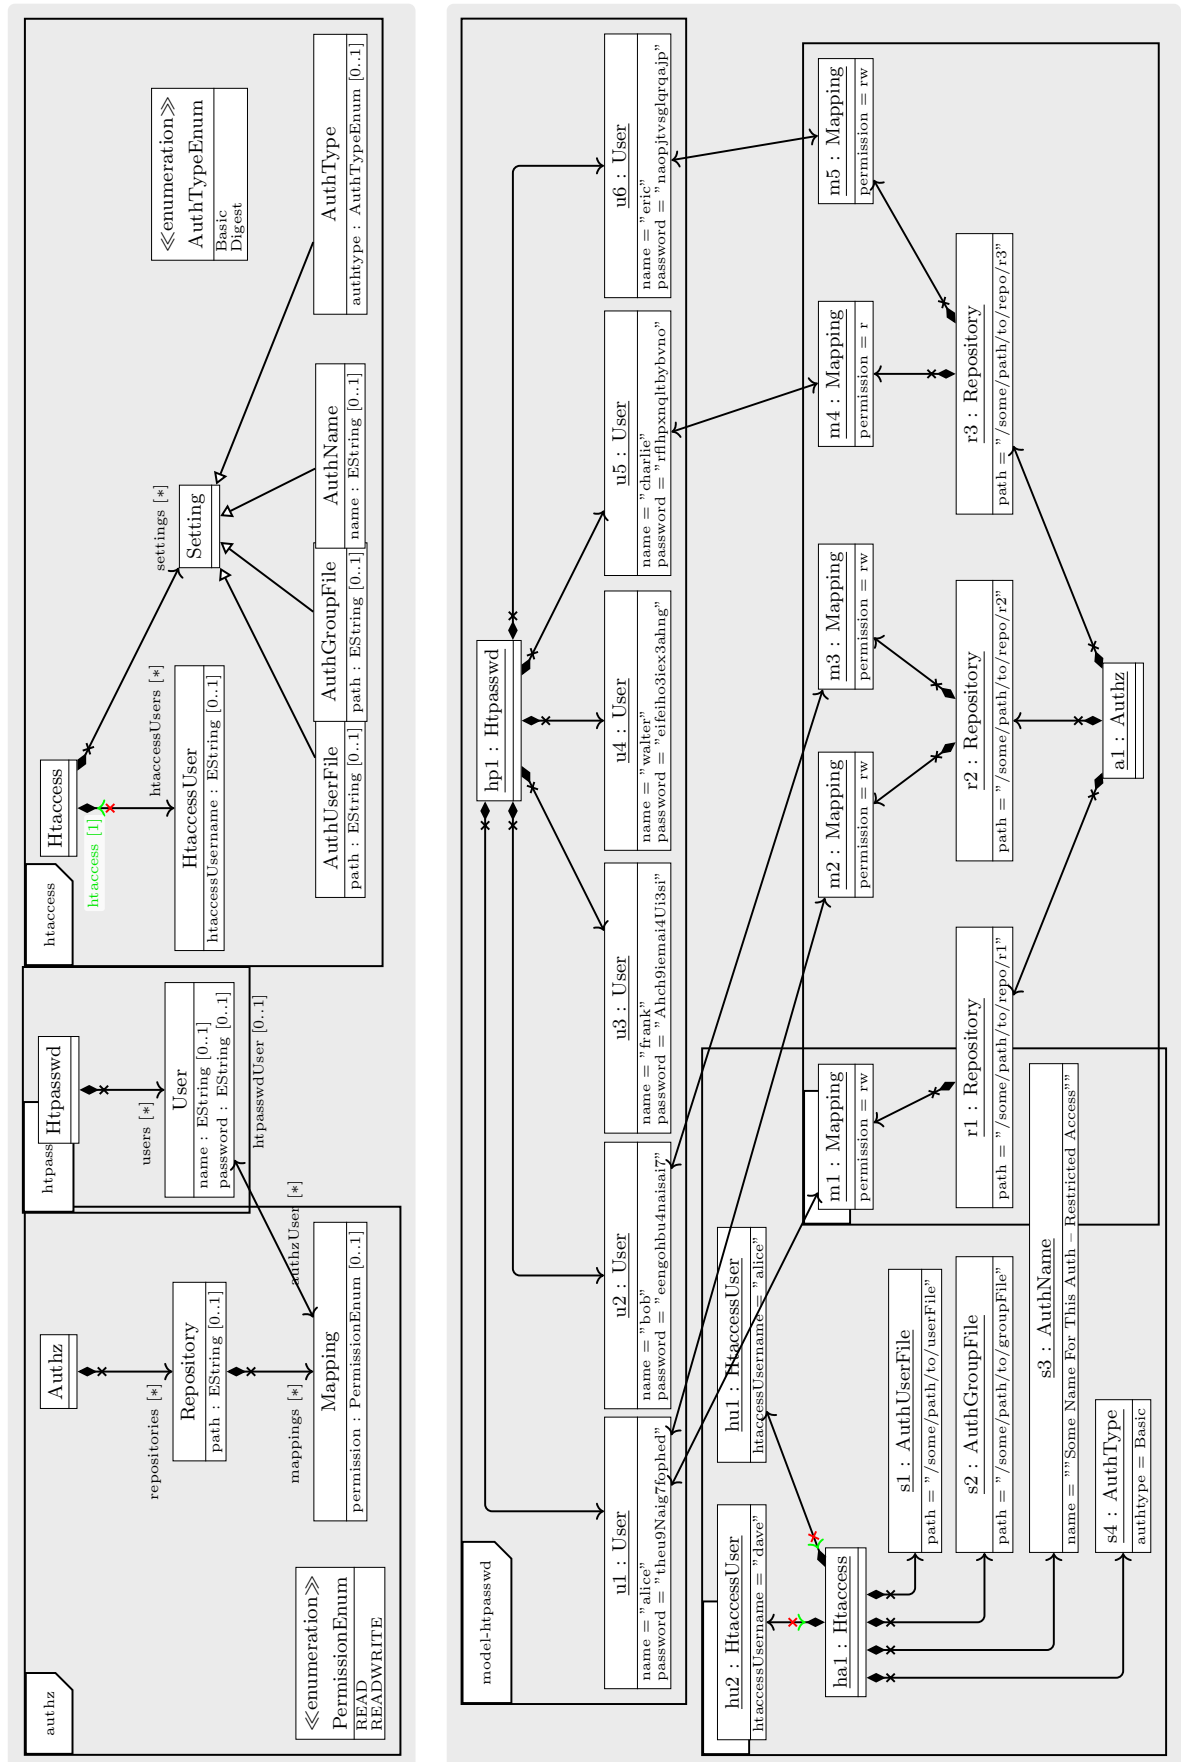 authz
≪enumeration≫
PermissionEnum
READ
READWRITE
Authz
repositories [*]
Repository
path : EString [0..1]
mappings [*]
Mapping
permission : PermissionEnum [0..1]
authzUser [*]
htpass
Htpasswd
users [*]
User
name : EString [0..1]
password : EString [0..1]
htpasswdUser [0..1]
htaccess
Htaccess
htaccess [1]
htaccessUsers [*]
HtaccessUser
htaccessUsername : EString [0..1]
settings [*]
Setting
AuthUserFile
path : EString [0..1]
AuthGroupFile
path : EString [0..1]
AuthName
name : EString [0..1]
AuthType
authtype : AuthTypeEnum [0..1]
≪enumeration≫
AuthTypeEnum
Basic
Digest
model-htpasswd
hp1 : Htpasswd
u1 : User
name = "alice"
password = "theu9Naig7fophed"
u2 : User
name = "bob"
password = "eengohbu4naisai7"
u3 : User
name = "frank"
password = "Ahch9iemai4Ui3si"
u4 : User
name = "walter"
password = "eifeiho3iex3ahng"
u5 : User
name = "charlie"
password = "rflhpxnqltbybvno"
u6 : User
name = "eric"
password = "naopjtvsglqrqajp"
hu2 : HtaccessUser
htaccessUsername = "dave"
hu1 : HtaccessUser
htaccessUsername = "alice"
ha1 : Htaccess
s1 : AuthUserFile
path = "/some/path/to/userFile"
s2 : AuthGroupFile
path = "/some/path/to/groupFile"
s3 : AuthName
name = ""Some Name For This Auth – Restricted Access""
s4 : AuthType
authtype = Basic
m1 : Mapping
permission = rw
m2 : Mapping
permission = rw
m3 : Mapping
permission = rw
m4 : Mapping
permission = r
m5 : Mapping
permission = rw
r1 : Repository
path = "/some/path/to/repo/r1"
r2 : Repository
path = "/some/path/to/repo/r2"
r3 : Repository
path = "/some/path/to/repo/r3"
a1 : Authz